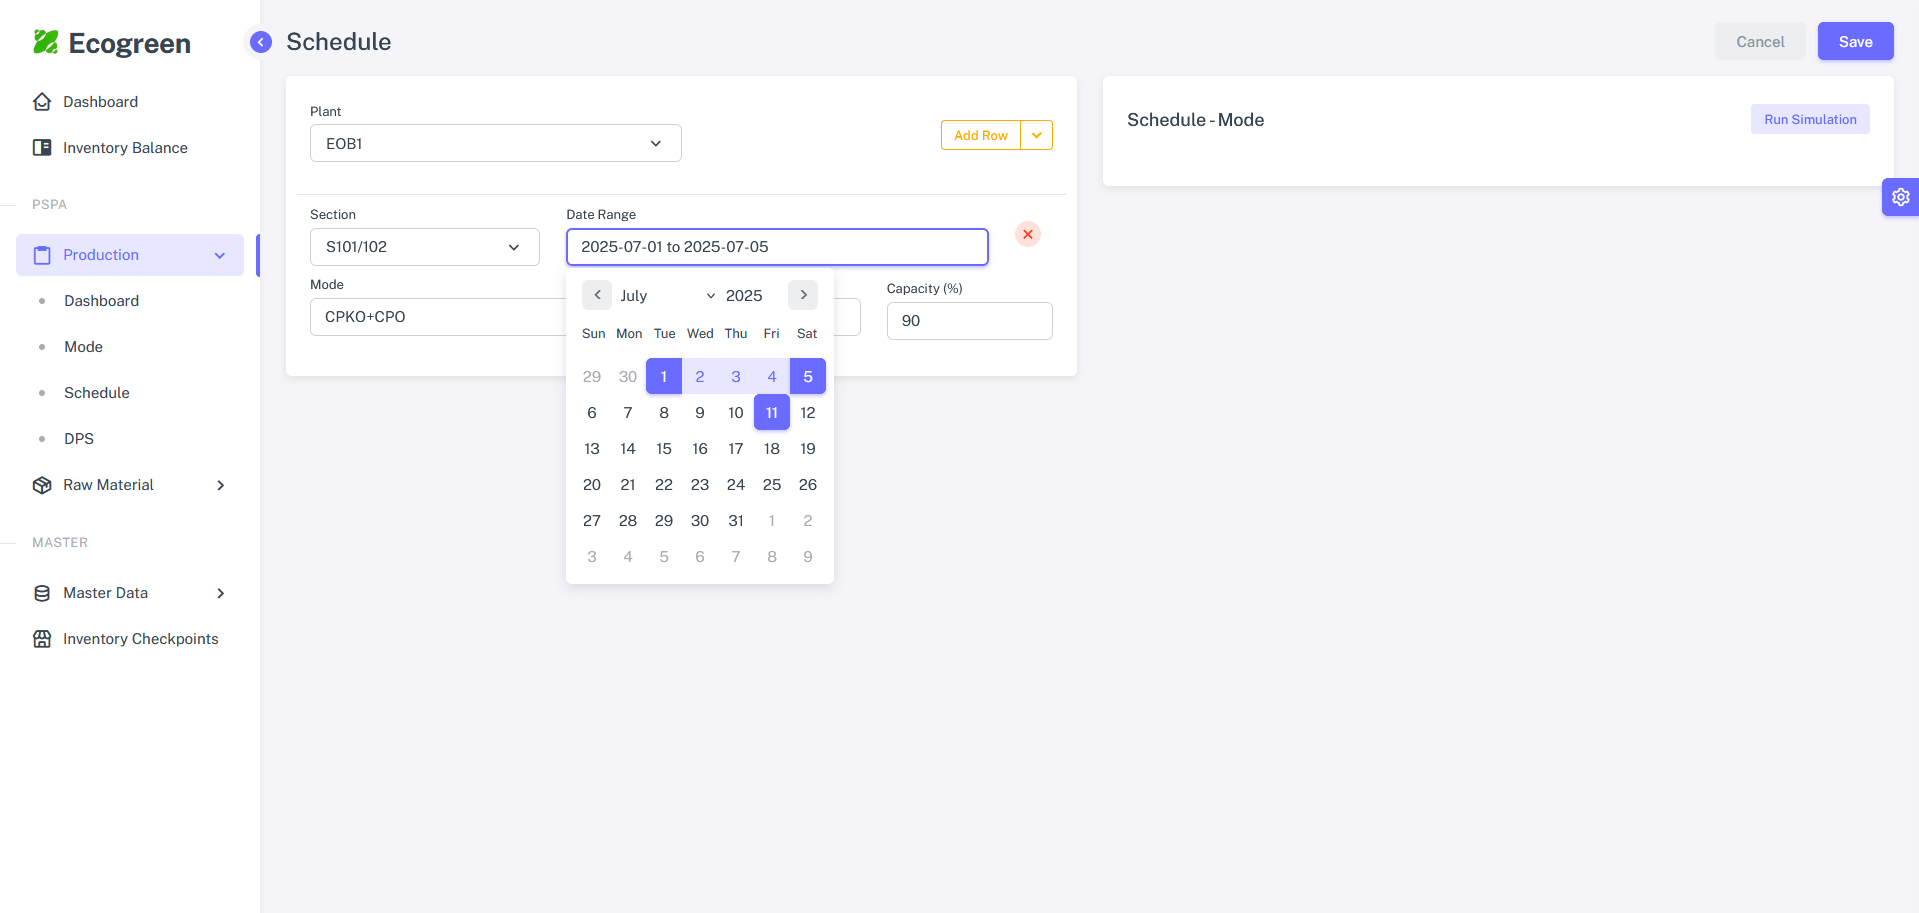 Ecogreen
Dashboard
Inventory Balance
PSPA
Production
Dashboard
Mode
Schedule
DPS
Raw Material
MASTER
Master Data
Inventory Checkpoints
Schedule
Cancel
Save
Plant
EOB1
Add Row
Section
S101/102
Date Range
2025-07-01 to 2025-07-05
Mode
CPKO+CPO
Capacity (%)
90
July 2025
Sun Mon Tue Wed Thu Fri Sat
29 30 1 2 3 4 5
6 7 8 9 10 11 12
13 14 15 16 17 18 19
20 21 22 23 24 25 26
27 28 29 30 31 1 2
3 4 5 6 7 8 9
Schedule - Mode
Run Simulation